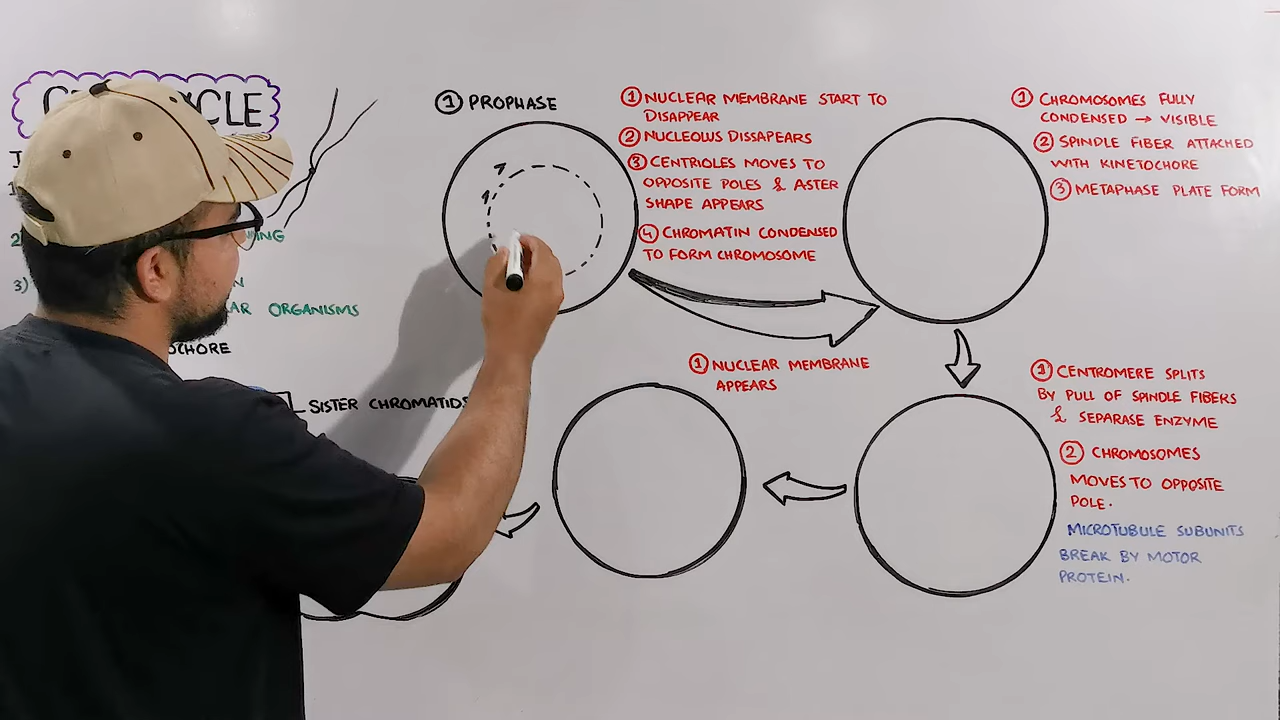 CYCLE
1 PROPHASE
1 NUCLEAR MEMBRANE START TO
DISAPPEAR
2 NUCLEOUS DISSAPEARS
3 CENTRIOLES MOVES TO
OPPOSITE POLES & ASTER
SHAPE APPEARS
4 CHROMATIN CONDENSED
TO FORM CHROMOSOME
1 CHROMOSOMES FULLY
CONDENSED → VISIBLE
2 SPINDLE FIBER ATTACHED
WITH KINETOCHORE
3 METAPHASE PLATE FORM
2
3)
ORGANISMS
SISTER CHROMATIDS
1 NUCLEAR MEMBRANE
APPEARS
1 CENTROMERE SPLITS
BY PULL OF SPINDLE FIBERS
& SEPARASE ENZYME
2 CHROMOSOMES
MOVES TO OPPOSITE
POLE.
MICROTUBULE SUBUNITS
BREAK BY MOTOR
PROTEIN.